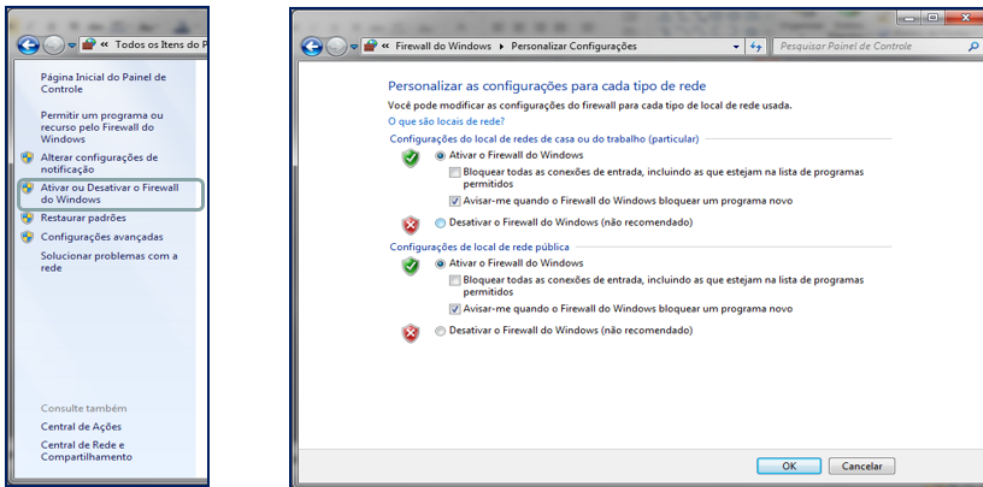 « Todos os Itens do P
Página Inicial do Painel de
Controle
Permitir um programa ou
recurso pelo Firewall do
Windows
Alterar configurações de
notificação
Ativar ou Desativar o Firewall
do Windows
Restaurar padrões
Configurações avançadas
Solucionar problemas com a
rede
Consulte também
Central de Ações
Central de Rede e
Compartilhamento
« Firewall do Windows Personalizar Configurações Pesquisar Painel de Controle
Personalizar as configurações para cada tipo de rede
Você pode modificar as configurações do firewall para cada tipo de local de rede usada.
O que são locais de rede?
Configurações do local de redes de casa ou do trabalho (particular)
Ativar o Firewall do Windows
Bloquear todas as conexões de entrada, incluindo as que estejam na lista de programas
permitidos
Avisar-me quando o Firewall do Windows bloquear um programa novo
Desativar o Firewall do Windows (não recomendado)
Configurações de local de rede pública
Ativar o Firewall do Windows
Bloquear todas as conexões de entrada, incluindo as que estejam na lista de programas
permitidos
Avisar-me quando o Firewall do Windows bloquear um programa novo
Desativar o Firewall do Windows (não recomendado)
OK Cancelar